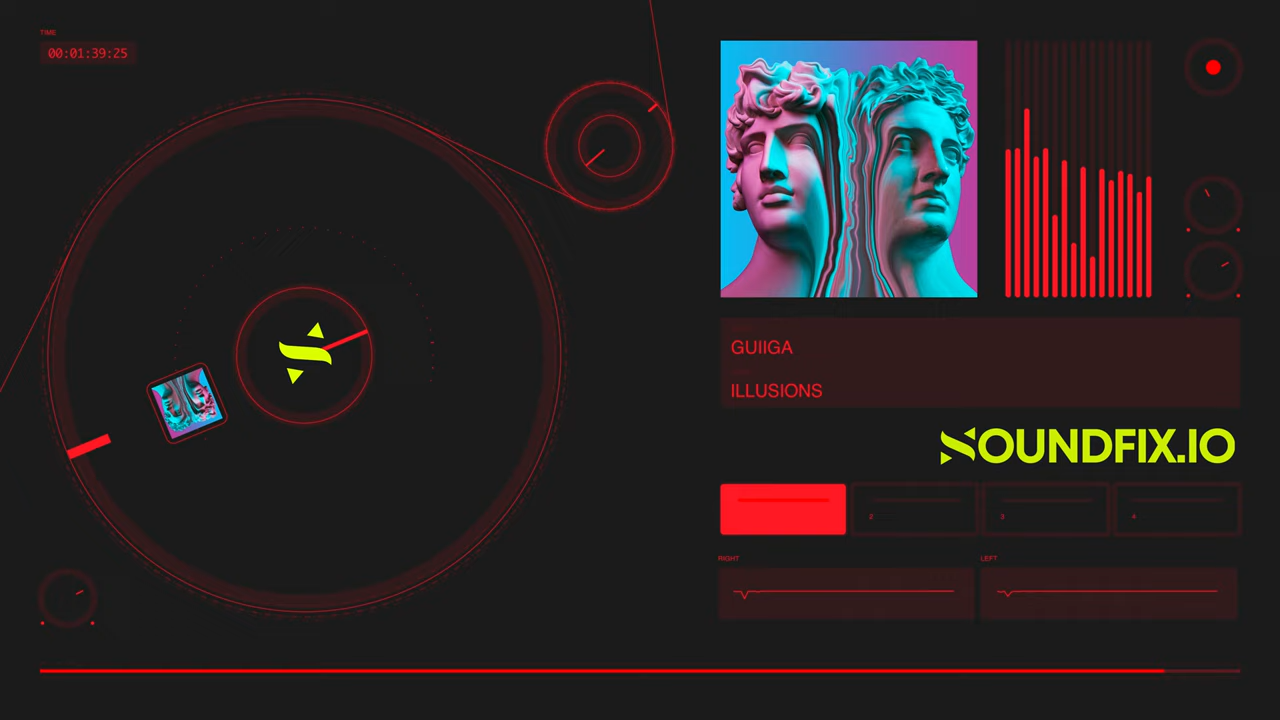 TIME
00:01:39:25
GUIIGA
ILLUSIONS
SOUNDFIX.IO
2
3
4
RIGHT
LEFT